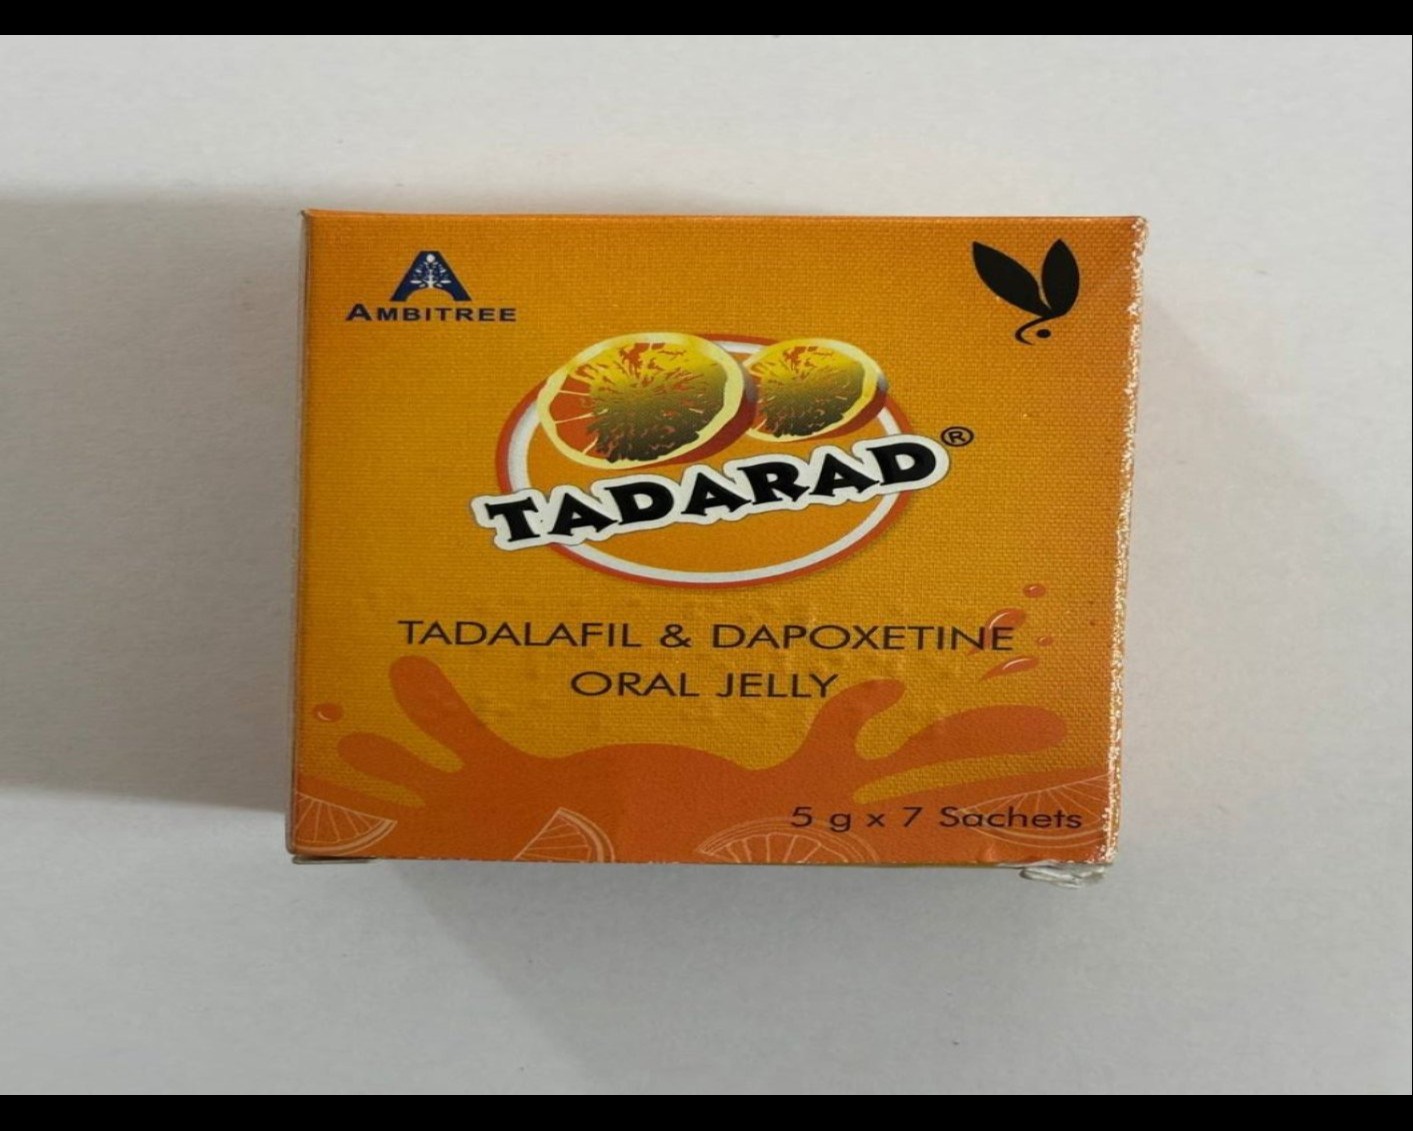 AMBITREE
TADARAD®
TADALAFIL & DAPOXETINE
ORAL JELLY
5 g x 7 Sachets